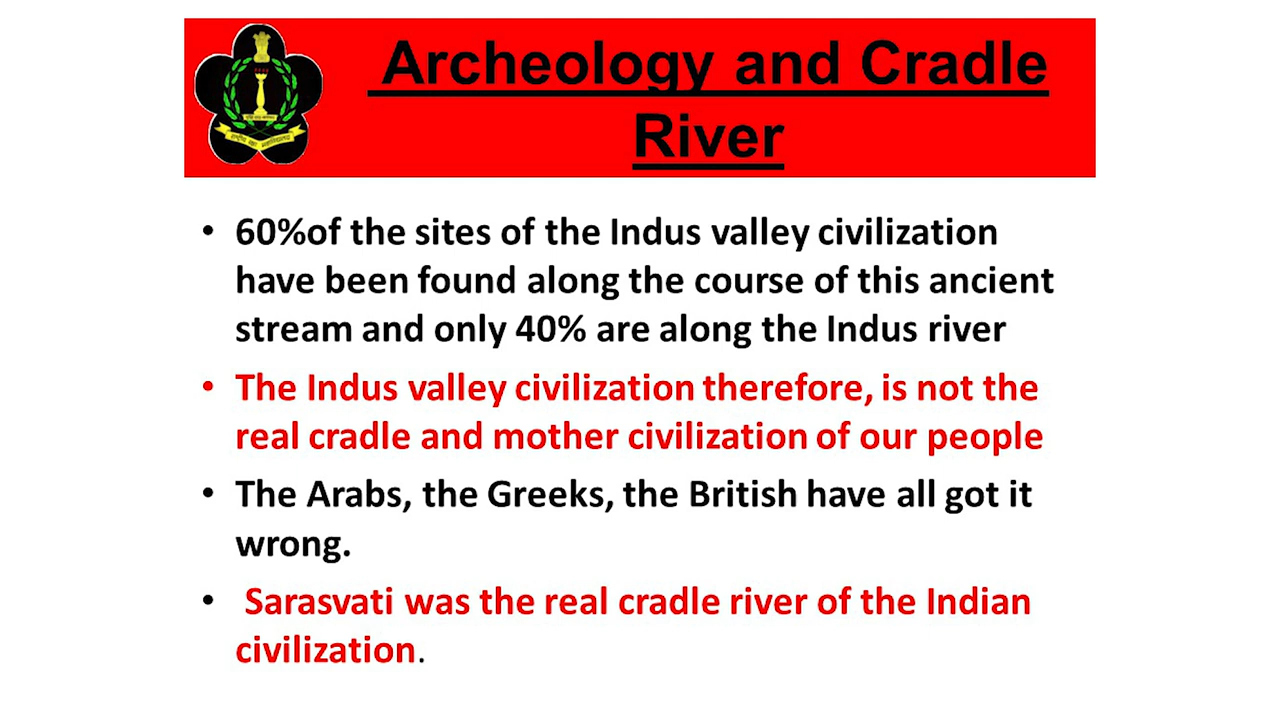 Archeology and Cradle
River
• 60%of the sites of the Indus valley civilization
have been found along the course of this ancient
stream and only 40% are along the Indus river
• The Indus valley civilization therefore, is not the
real cradle and mother civilization of our people
• The Arabs, the Greeks, the British have all got it
wrong.
• Sarasvati was the real cradle river of the Indian
civilization.